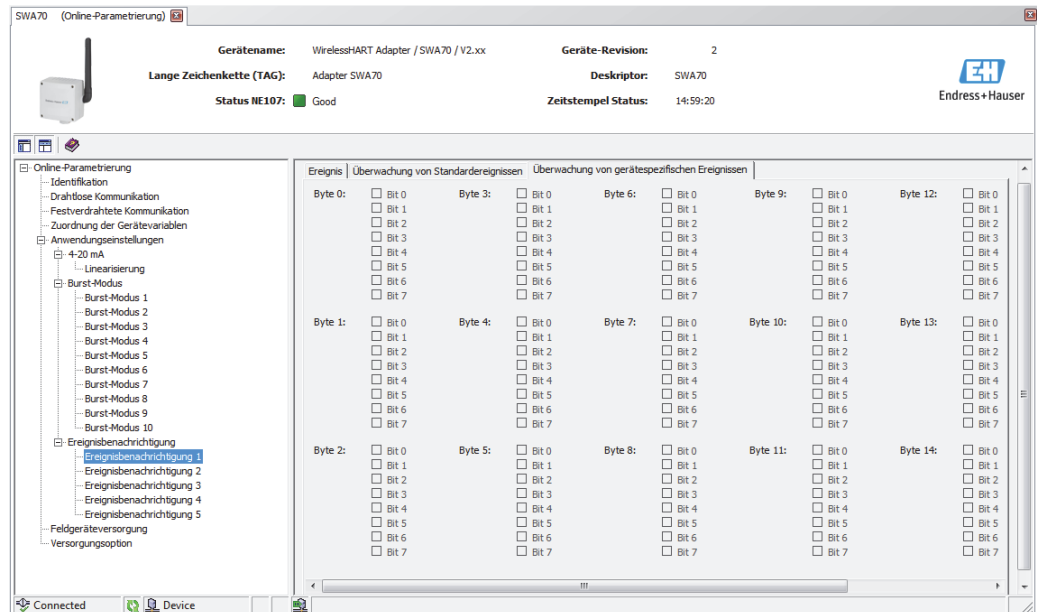 SWA70 (Online-Parametrierung)
Gerätename: WirelessHART Adapter / SWA70 / V2.xx Geräte-Revision: 2
Lange Zeichenkette (TAG): Adapter SWA70 Deskriptor: SWA70
Status NE107: Good Zeitstempel Status: 14:59:20
EH
Endress+Hauser
Online-Parametrierung
Identifikation
Drahtlose Kommunikation
Festverdrahtete Kommunikation
Zuordnung der Gerätevariablen
Anwendungseinstellungen
4-20 mA
Linearisierung
Burst-Modus
Burst-Modus 1
Burst-Modus 2
Burst-Modus 3
Burst-Modus 4
Burst-Modus 5
Burst-Modus 6
Burst-Modus 7
Burst-Modus 8
Burst-Modus 9
Burst-Modus 10
Ereignisbenachrichtigung
Ereignisbenachrichtigung 1
Ereignisbenachrichtigung 2
Ereignisbenachrichtigung 3
Ereignisbenachrichtigung 4
Ereignisbenachrichtigung 5
Feldgeräteversorgung
Versorgungsoption
Ereignis Überwachung von Standardereignissen Überwachung von gerätespezifischen Ereignissen
Byte 0: Bit 0 Byte 3: Bit 0 Byte 6: Bit 0 Byte 9: Bit 0 Byte 12: Bit 0
Bit 1 Bit 1 Bit 1 Bit 1 Bit 1
Bit 2 Bit 2 Bit 2 Bit 2 Bit 2
Bit 3 Bit 3 Bit 3 Bit 3 Bit 3
Bit 4 Bit 4 Bit 4 Bit 4 Bit 4
Bit 5 Bit 5 Bit 5 Bit 5 Bit 5
Bit 6 Bit 6 Bit 6 Bit 6 Bit 6
Bit 7 Bit 7 Bit 7 Bit 7 Bit 7
Byte 1: Bit 0 Byte 4: Bit 0 Byte 7: Bit 0 Byte 10: Bit 0 Byte 13: Bit 0
Bit 1 Bit 1 Bit 1 Bit 1 Bit 1
Bit 2 Bit 2 Bit 2 Bit 2 Bit 2
Bit 3 Bit 3 Bit 3 Bit 3 Bit 3
Bit 4 Bit 4 Bit 4 Bit 4 Bit 4
Bit 5 Bit 5 Bit 5 Bit 5 Bit 5
Bit 6 Bit 6 Bit 6 Bit 6 Bit 6
Bit 7 Bit 7 Bit 7 Bit 7 Bit 7
Byte 2: Bit 0 Byte 5: Bit 0 Byte 8: Bit 0 Byte 11: Bit 0 Byte 14: Bit 0
Bit 1 Bit 1 Bit 1 Bit 1 Bit 1
Bit 2 Bit 2 Bit 2 Bit 2 Bit 2
Bit 3 Bit 3 Bit 3 Bit 3 Bit 3
Bit 4 Bit 4 Bit 4 Bit 4 Bit 4
Bit 5 Bit 5 Bit 5 Bit 5 Bit 5
Bit 6 Bit 6 Bit 6 Bit 6 Bit 6
Bit 7 Bit 7 Bit 7 Bit 7 Bit 7
Connected Device